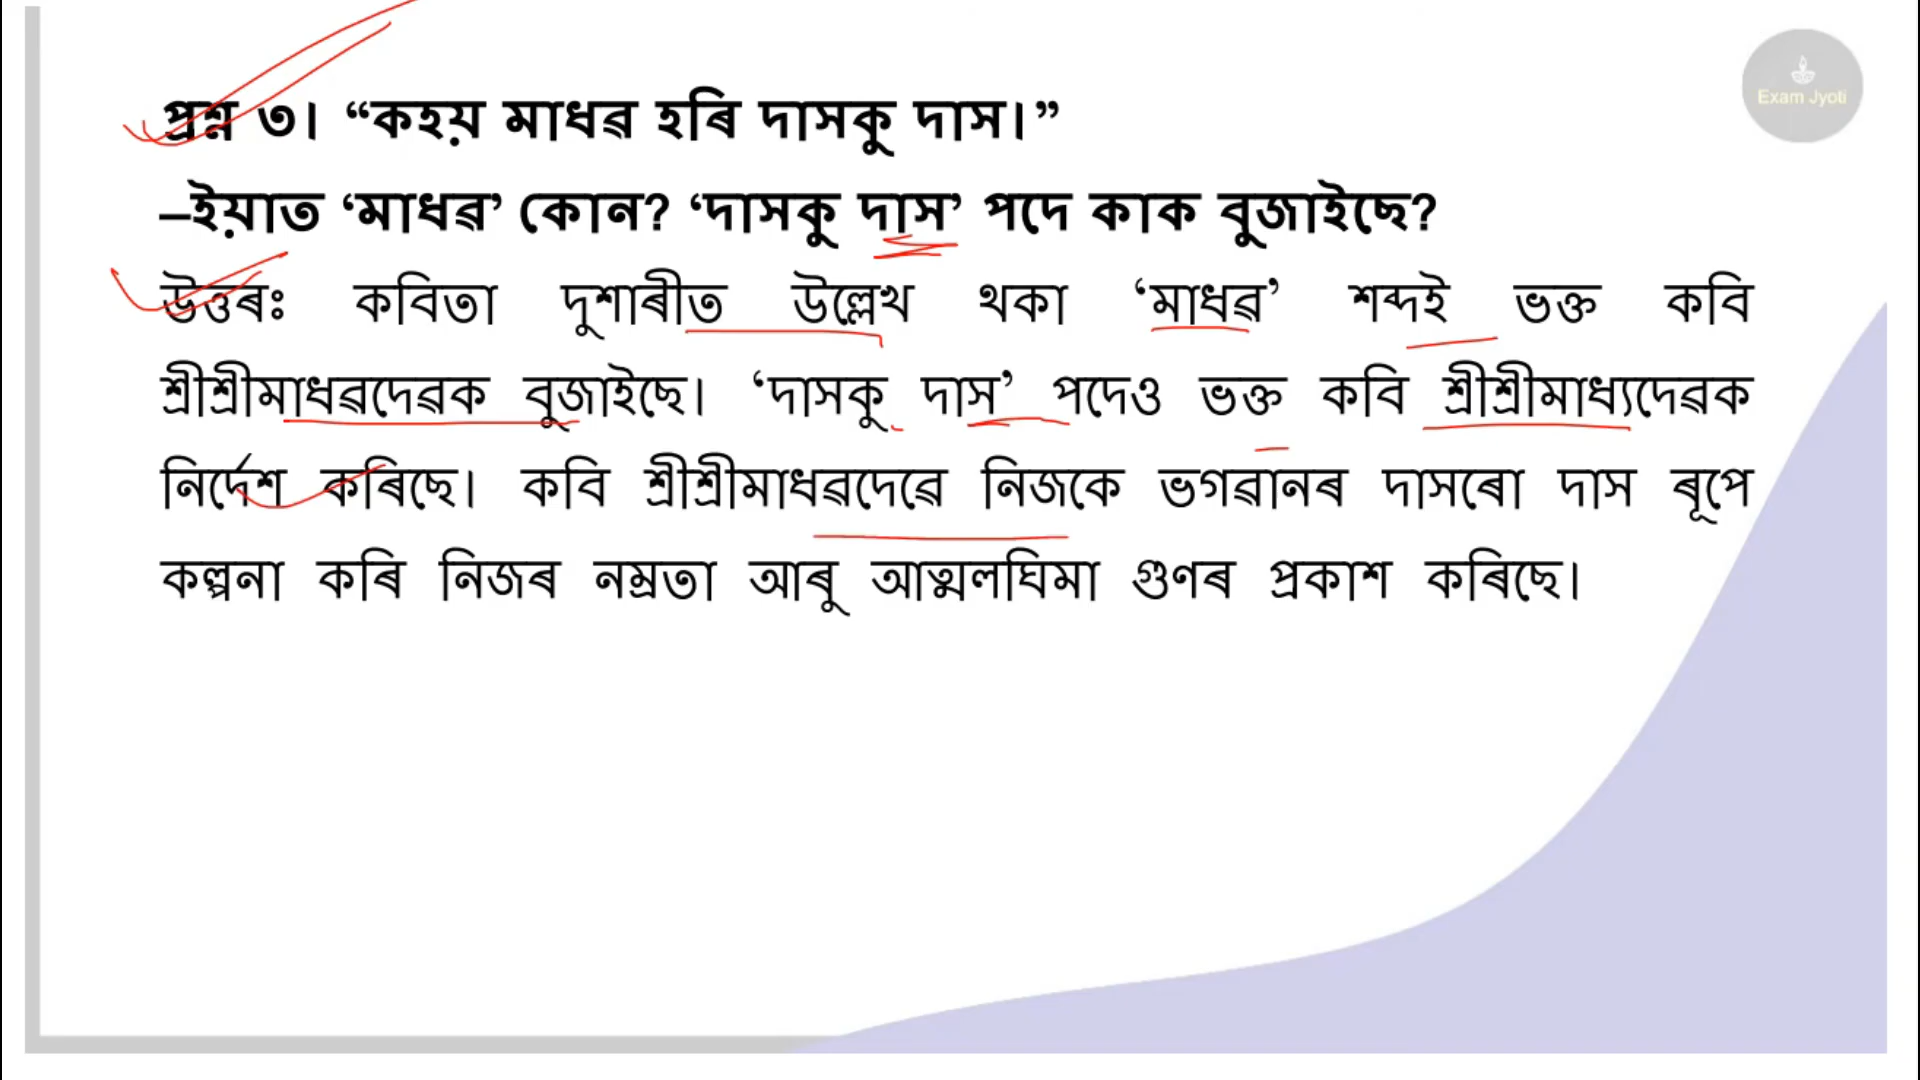 প্ৰশ্ন ৩। “কহয় মাধৱ হৰি দাসকু দাস।”
Exam Jyoti
–ইয়াত ‘মাধৱ’ কোন? ‘দাসকু দাস’ পদে কাক বুজাইছে?
উত্তৰঃ কবিতা দুশাৰীত উল্লেখ থকা ‘মাধৱ’ শব্দই ভক্ত কবি
শ্ৰীশ্ৰীমাধৱদেৱক বুজাইছে। ‘দাসকু দাস’ পদেও ভক্ত কবি শ্ৰীশ্ৰীমাধ্যদেৱক
নিৰ্দেশ কৰিছে। কবি শ্ৰীশ্ৰীমাধৱদেৱে নিজকে ভগৱানৰ দাসৰো দাস ৰূপে
কল্পনা কৰি নিজৰ নম্ৰতা আৰু আত্মলঘিমা গুণৰ প্ৰকাশ কৰিছে।